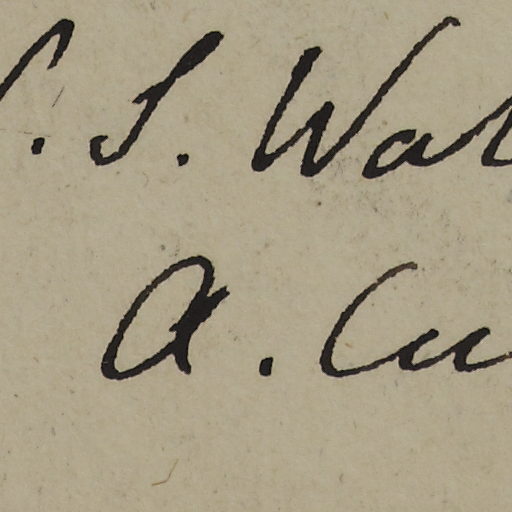 . S. Wat
A. Cu